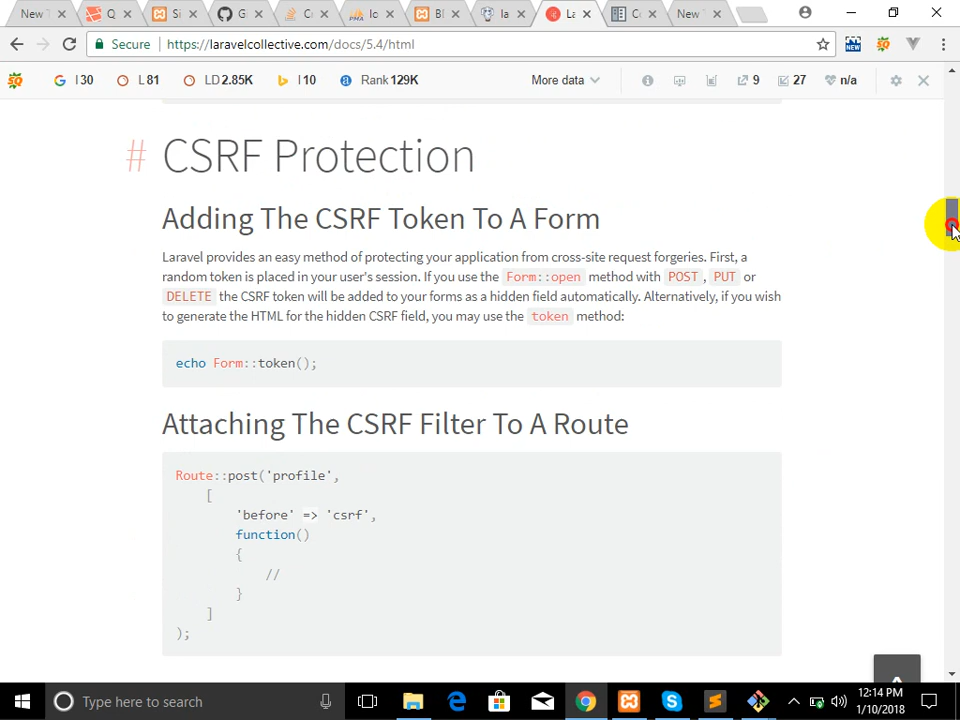 New
Q
Si
G
Co
lo
Bl
la
La
Co
New
Secure
https://laravelcollective.com/docs/5.4/html
I 30
L 81
LD 2.85K
I 10
Rank 129K
More data
9
27
n/a
# CSRF Protection
Adding The CSRF Token To A Form
Laravel provides an easy method of protecting your application from cross-site request forgeries. First, a
random token is placed in your user's session. If you use the Form::open method with POST, PUT or
DELETE the CSRF token will be added to your forms as a hidden field automatically. Alternatively, if you wish
to generate the HTML for the hidden CSRF field, you may use the token method:
echo Form::token();
Attaching The CSRF Filter To A Route
Route::post('profile',
[
'before' => 'csrf',
function()
{
//
}
]
);
Type here to search
12:14 PM
1/10/2018